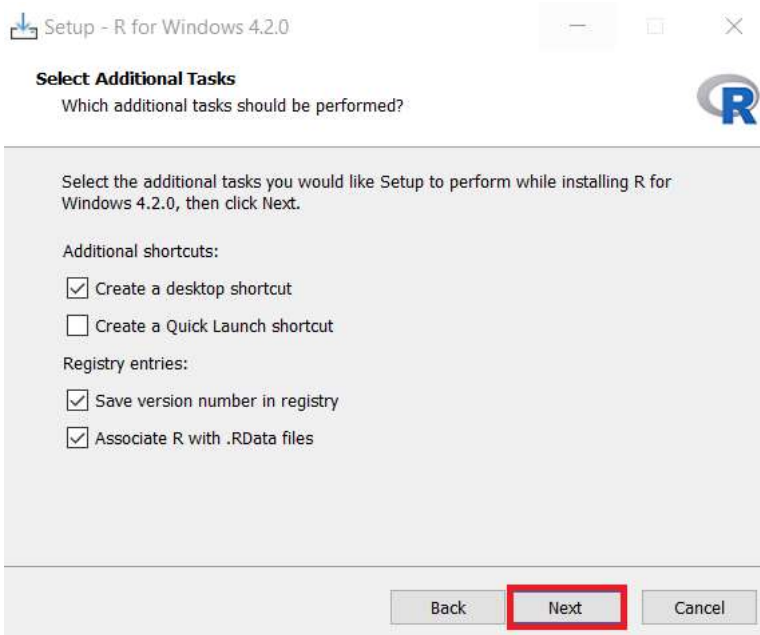 Setup - R for Windows 4.2.0
Select Additional Tasks
Which additional tasks should be performed?
R
Select the additional tasks you would like Setup to perform while installing R for
Windows 4.2.0, then click Next.
Additional shortcuts:
Create a desktop shortcut
Create a Quick Launch shortcut
Registry entries:
Save version number in registry
Associate R with .RData files
Back Next Cancel